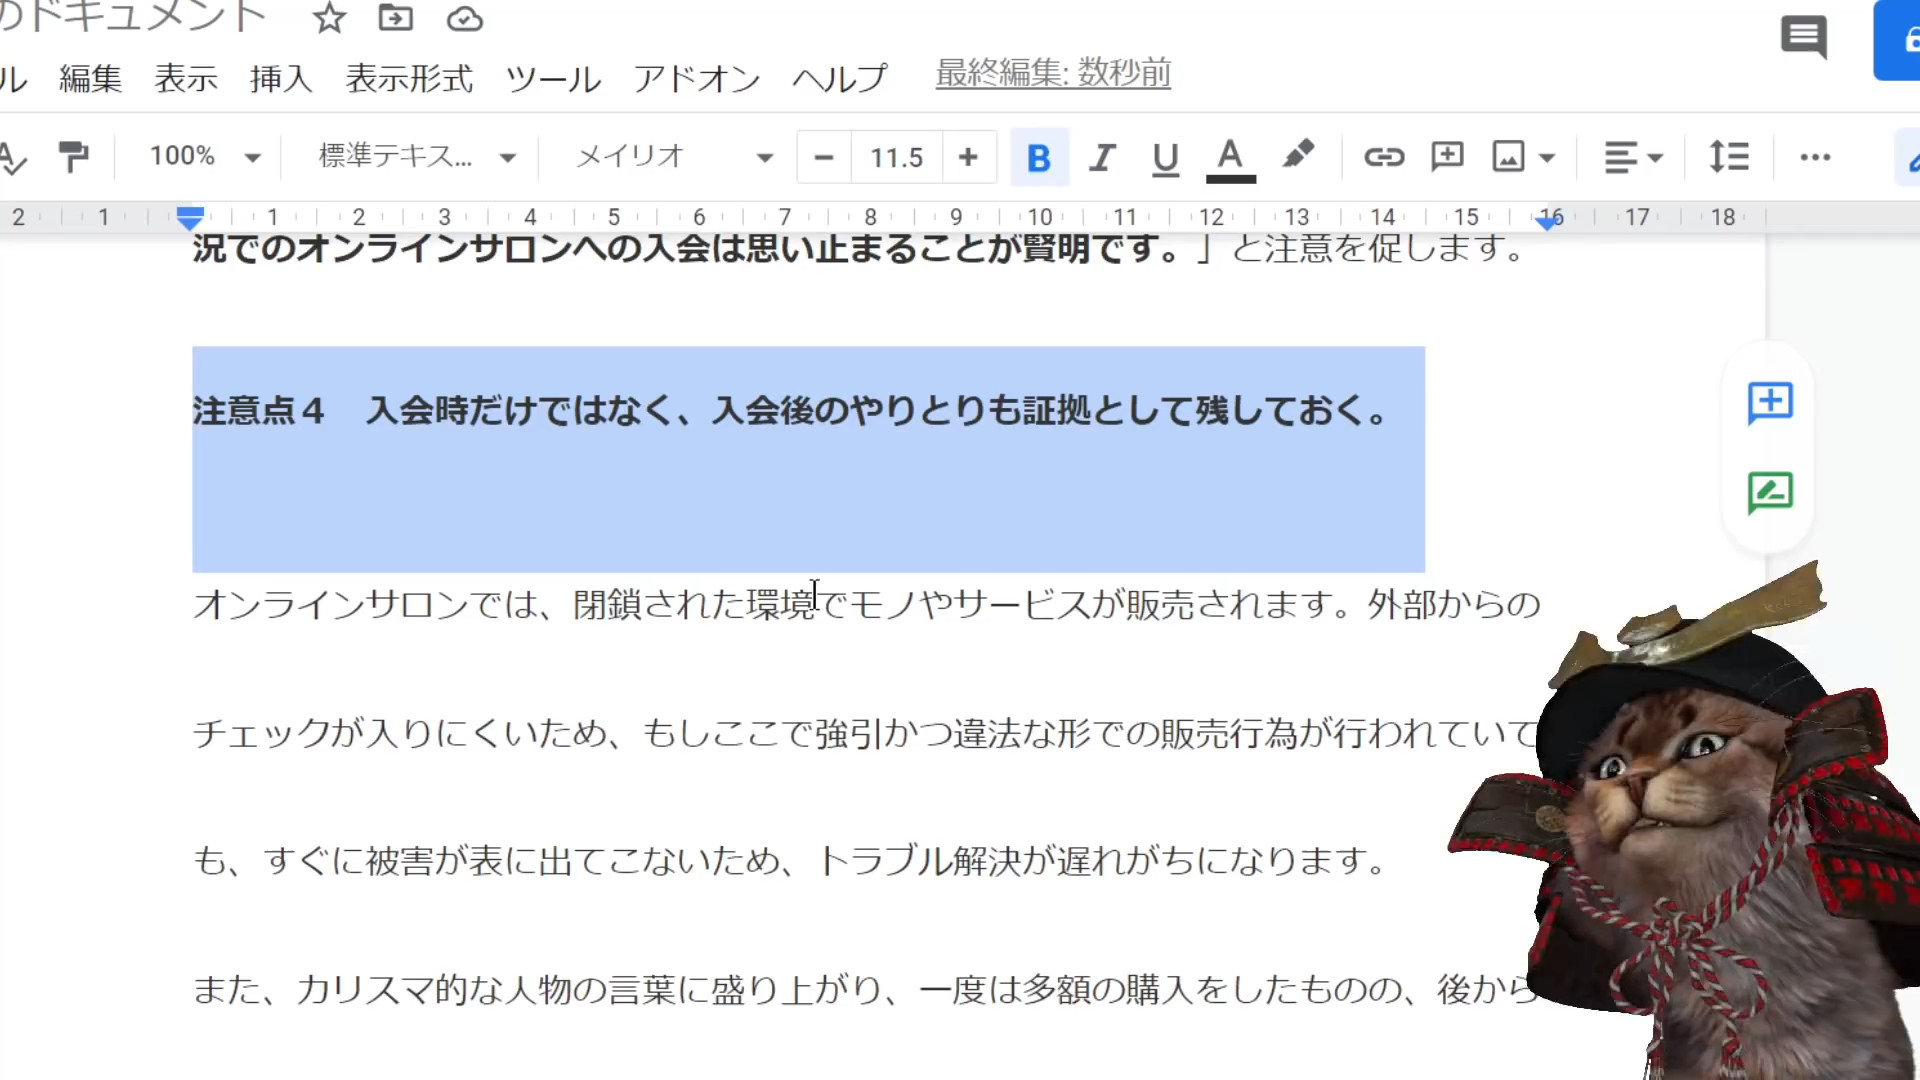 のドキュメント
ル 編集 表示 挿入 表示形式 ツール アドオン ヘルプ 最終編集: 数秒前
100% 標準テキス... メイリオ − 11.5 + B I U A
2 1 1 2 3 4 5 6 7 8 9 10 11 12 13 14 15 16 17 18
況でのオンラインサロンへの入会は思い止まることが賢明です。」と注意を促します。
注意点４　入会時だけではなく、入会後のやりとりも証拠として残しておく。
オンラインサロンでは、閉鎖された環境でモノやサービスが販売されます。外部からの
チェックが入りにくいため、もしここで強引かつ違法な形での販売行為が行われていて
も、すぐに被害が表に出てこないため、トラブル解決が遅れがちになります。
また、カリスマ的な人物の言葉に盛り上がり、一度は多額の購入をしたものの、後から